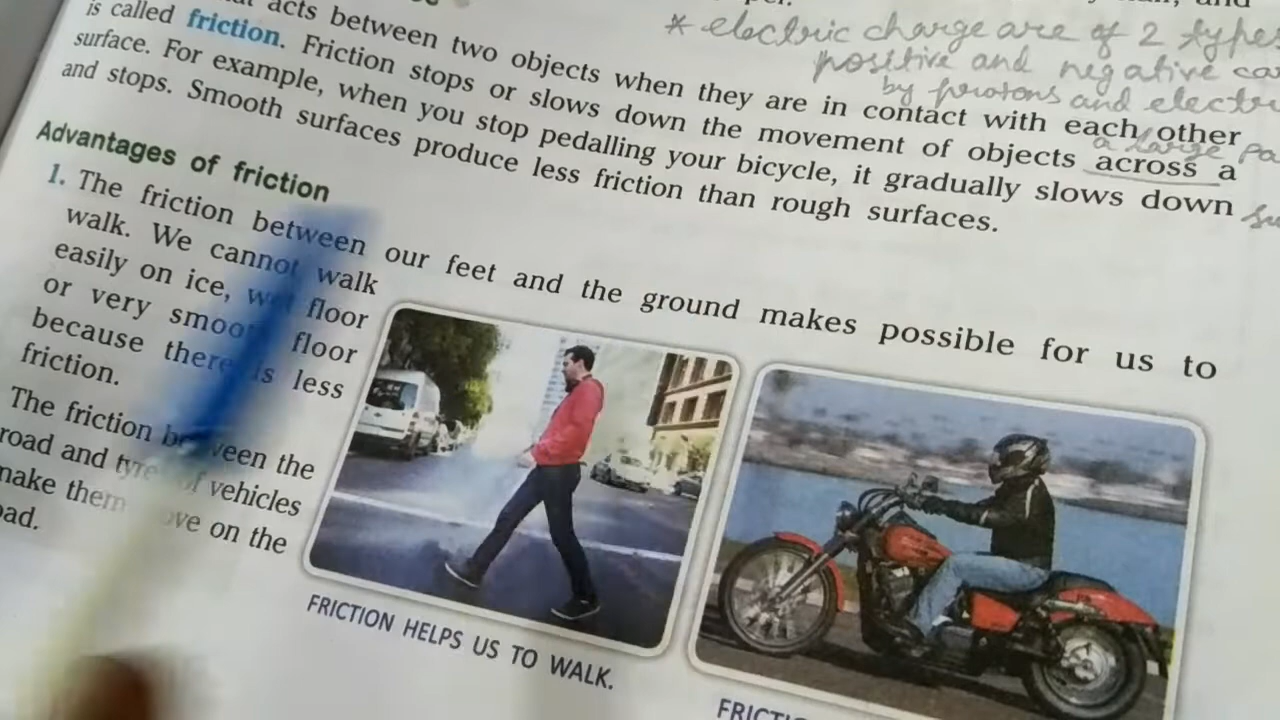 * electric charge are of 2 types
positive and negative
by protons and
acts between two objects when they are in contact with each other
is called friction. Friction stops or slows down the movement of objects across a
surface. For example, when you stop pedalling your bicycle, it gradually slows down
and stops. Smooth surfaces produce less friction than rough surfaces.
a large
Advantages of friction
1. The friction between our feet and the ground makes possible for us to
walk. We cannot walk
easily on ice, wet floor
or very smooth floor
because there is less
friction.
The friction between the
road and tyres of vehicles
make them move on the
road.
FRICTION HELPS US TO WALK.